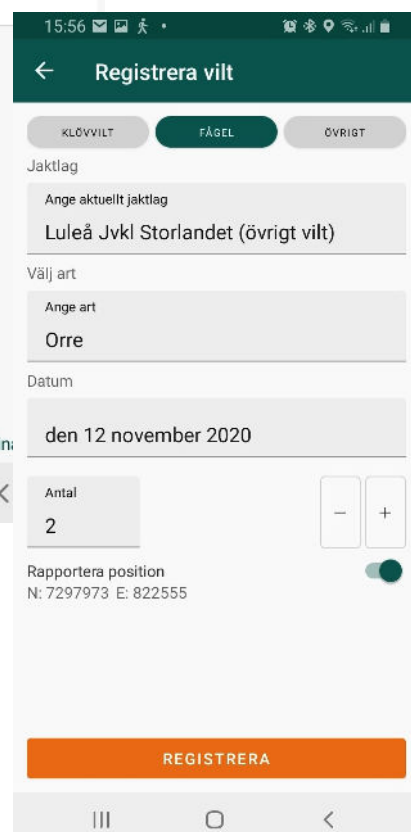 15:56
Registrera vilt
KLÖVVILT FÅGEL ÖVRIGT
Jaktlag
Ange aktuellt jaktlag
Luleå Jvkl Storlandet (övrigt vilt)
Välj art
Ange art
Orre
Datum
den 12 november 2020
Antal
2 − +
Rapportera position
N: 7297973 E: 822555
REGISTRERA